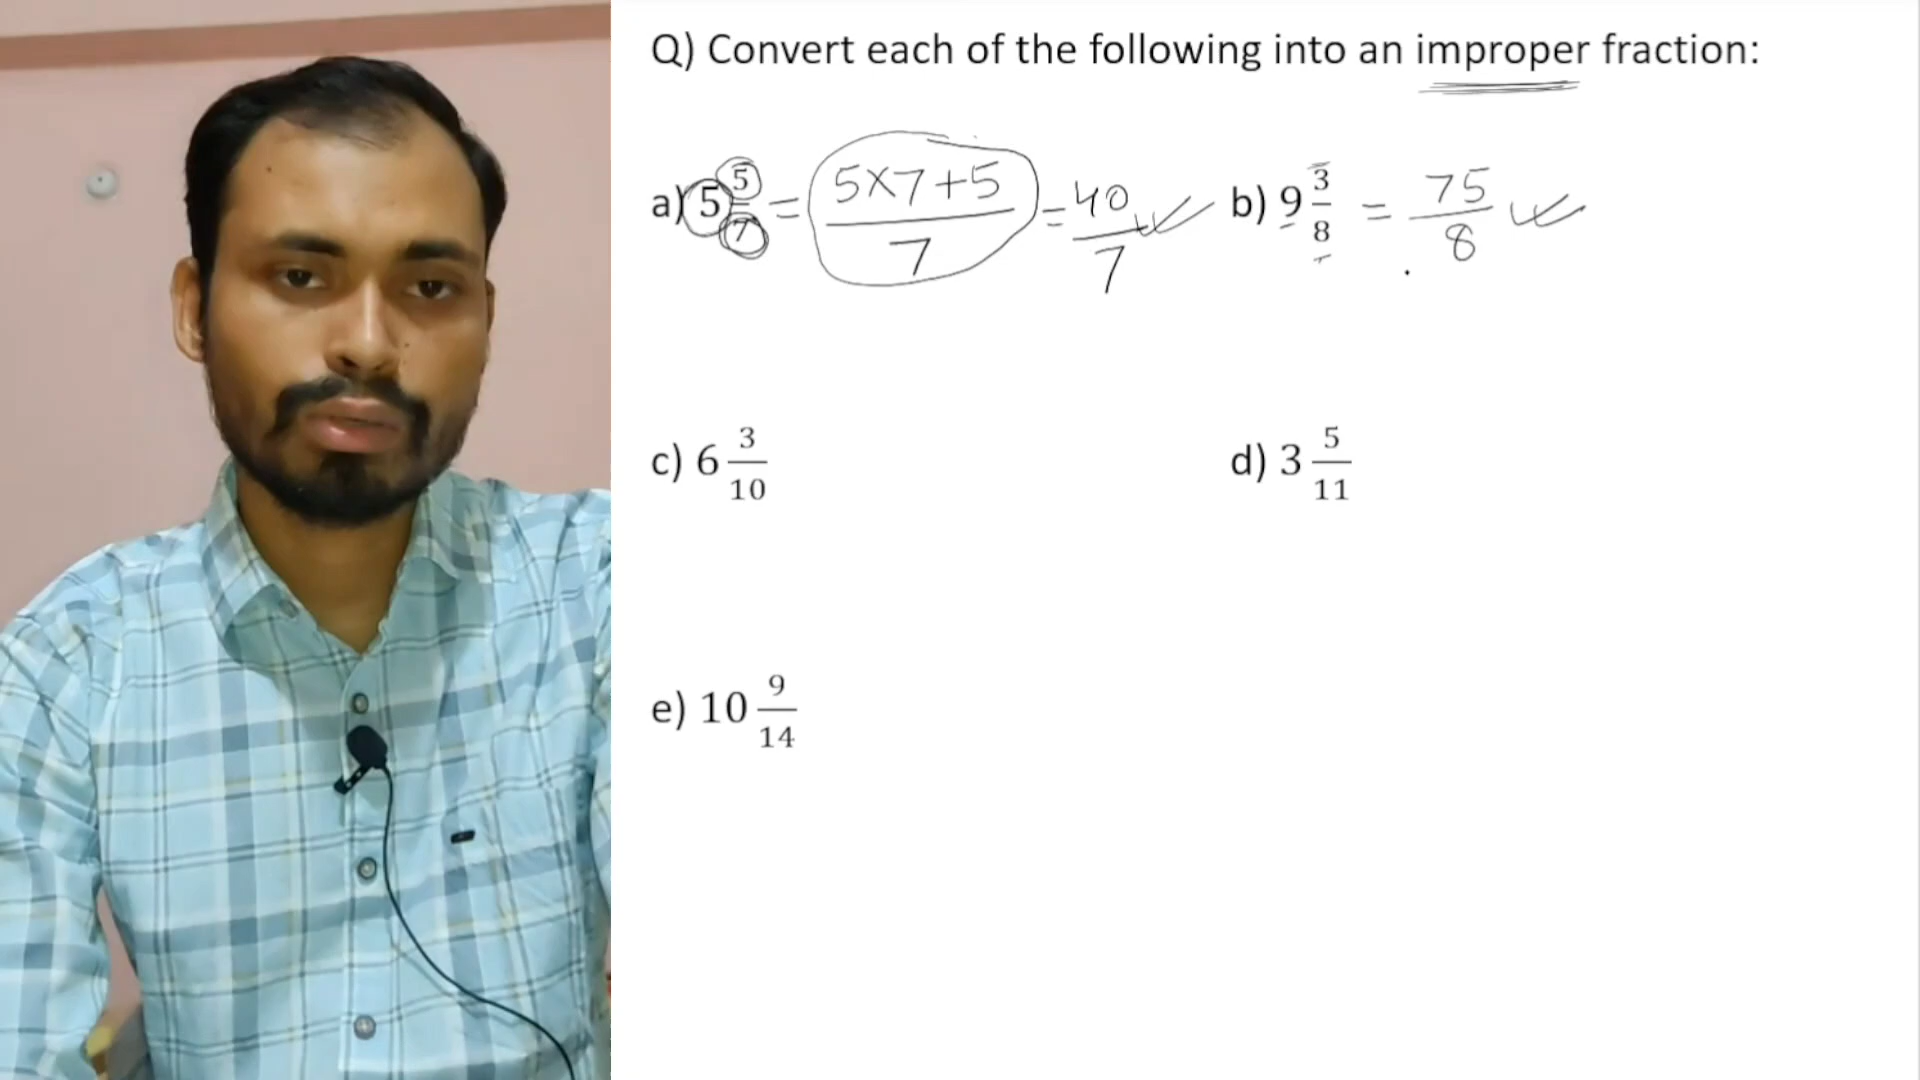 Q) Convert each of the following into an improper fraction:
a) 5 5/7 = 5×7+5/7 = 40/7
b) 9 3/8 = 75/8
c) 6 3/10
d) 3 5/11
e) 10 9/14